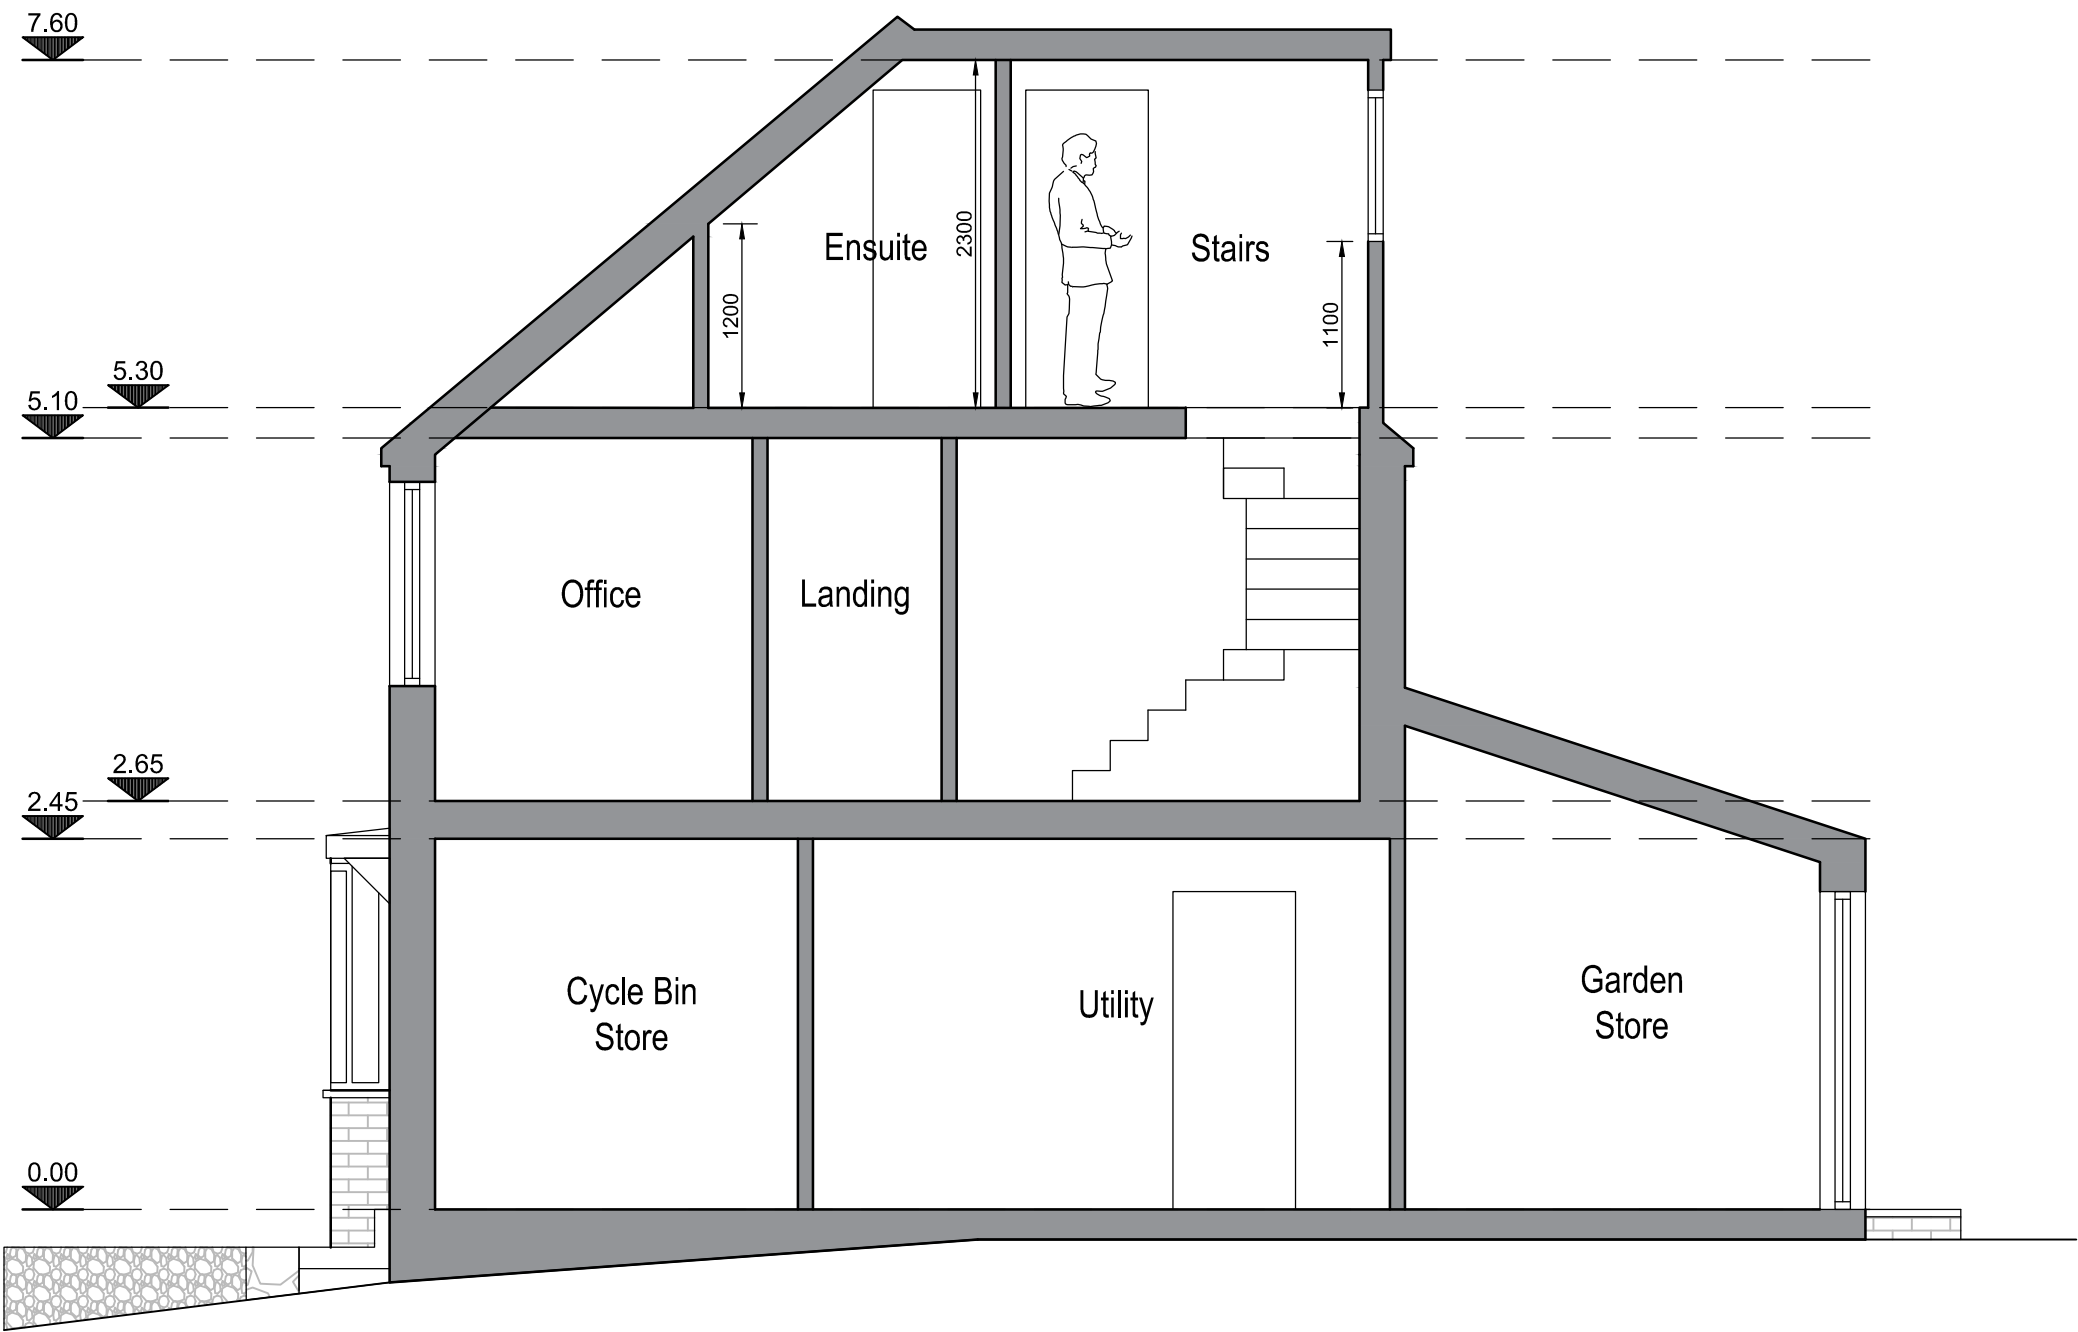 7.60
Ensuite
2300
Stairs
1200
1100
5.30
5.10
Office
Landing
2.65
2.45
Cycle Bin
Store
Utility
Garden
Store
0.00